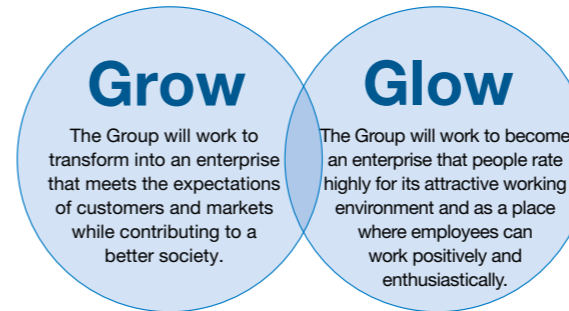 Grow
The Group will work to
transform into an enterprise
that meets the expectations
of customers and markets
while contributing to a
better society.
Glow
The Group will work to become
an enterprise that people rate
highly for its attractive working
environment and as a place
where employees can
work positively and
enthusiastically.